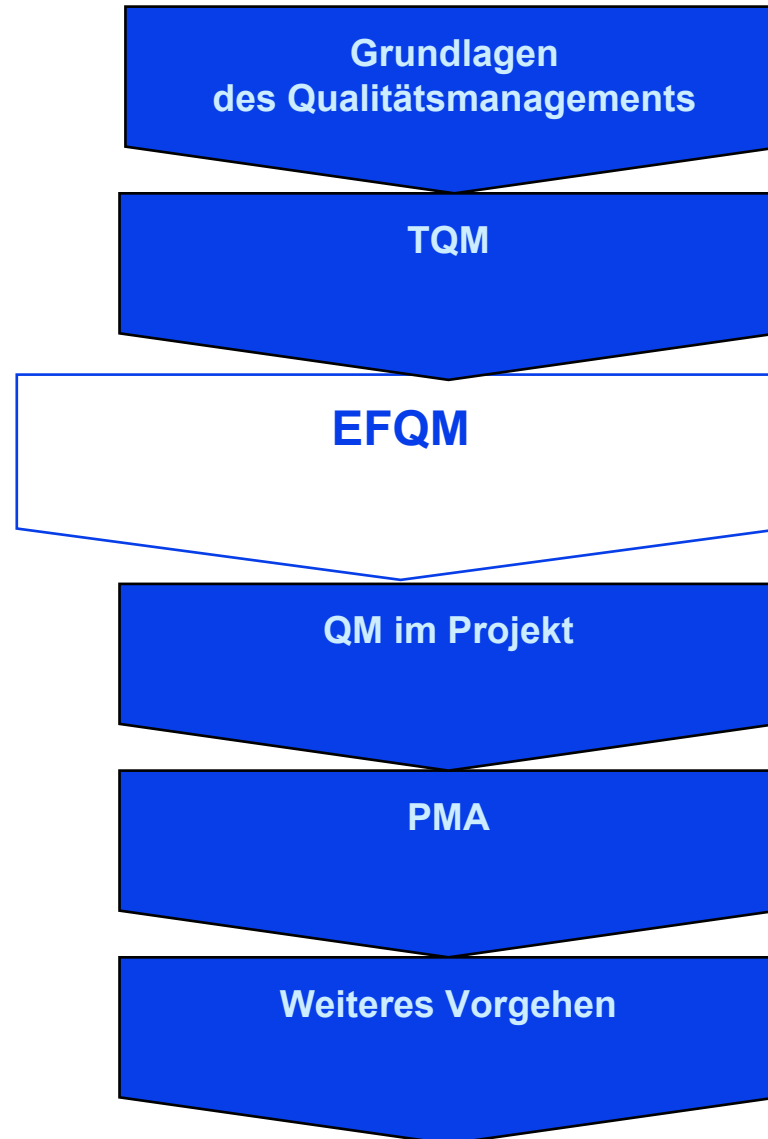 Grundlagen
des Qualitätsmanagements
TQM
EFQM
QM im Projekt
PMA
Weiteres Vorgehen